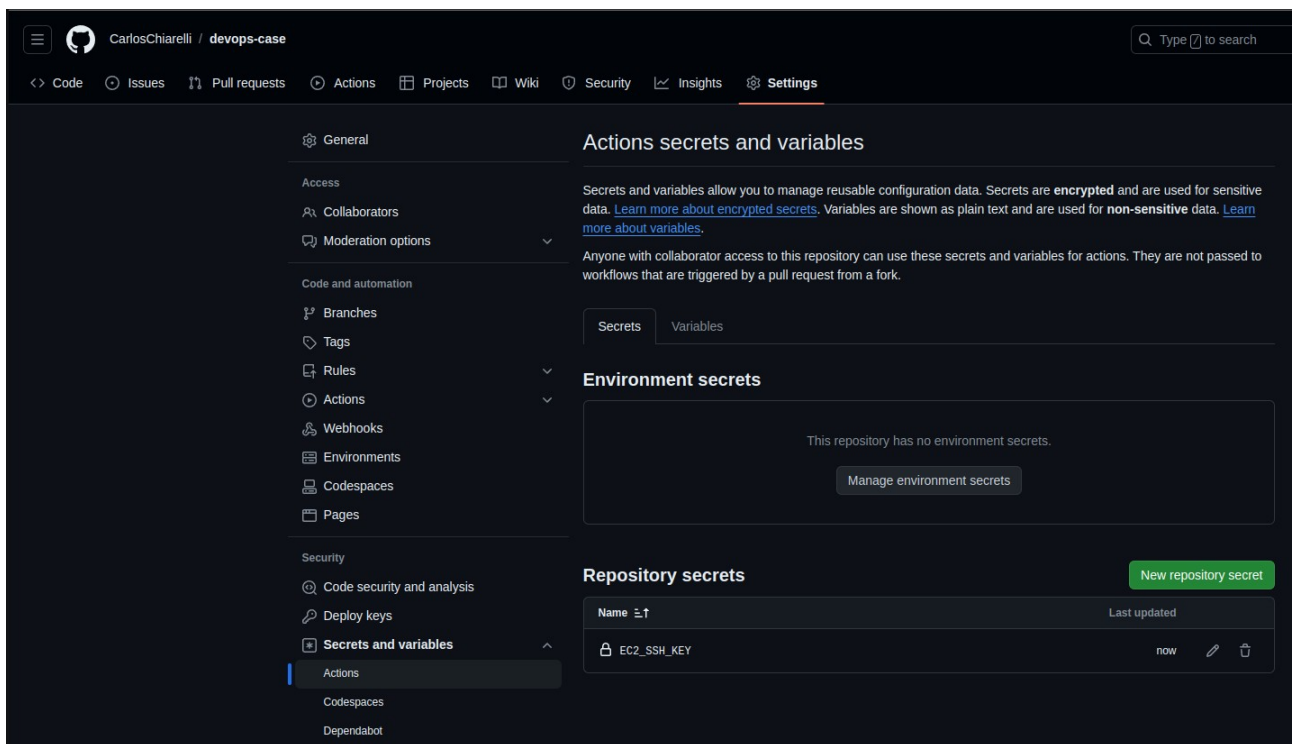 CarlosChiarelli / devops-case
Type / to search
Code
Issues
Pull requests
Actions
Projects
Wiki
Security
Insights
Settings
General
Access
Collaborators
Moderation options
Code and automation
Branches
Tags
Rules
Actions
Webhooks
Environments
Codespaces
Pages
Security
Code security and analysis
Deploy keys
Secrets and variables
Actions
Codespaces
Dependabot
Actions secrets and variables
Secrets and variables allow you to manage reusable configuration data. Secrets are encrypted and are used for sensitive
data. Learn more about encrypted secrets. Variables are shown as plain text and are used for non-sensitive data. Learn
more about variables.
Anyone with collaborator access to this repository can use these secrets and variables for actions. They are not passed to
workflows that are triggered by a pull request from a fork.
Secrets
Variables
Environment secrets
This repository has no environment secrets.
Manage environment secrets
Repository secrets
New repository secret
Name
Last updated
EC2_SSH_KEY
now